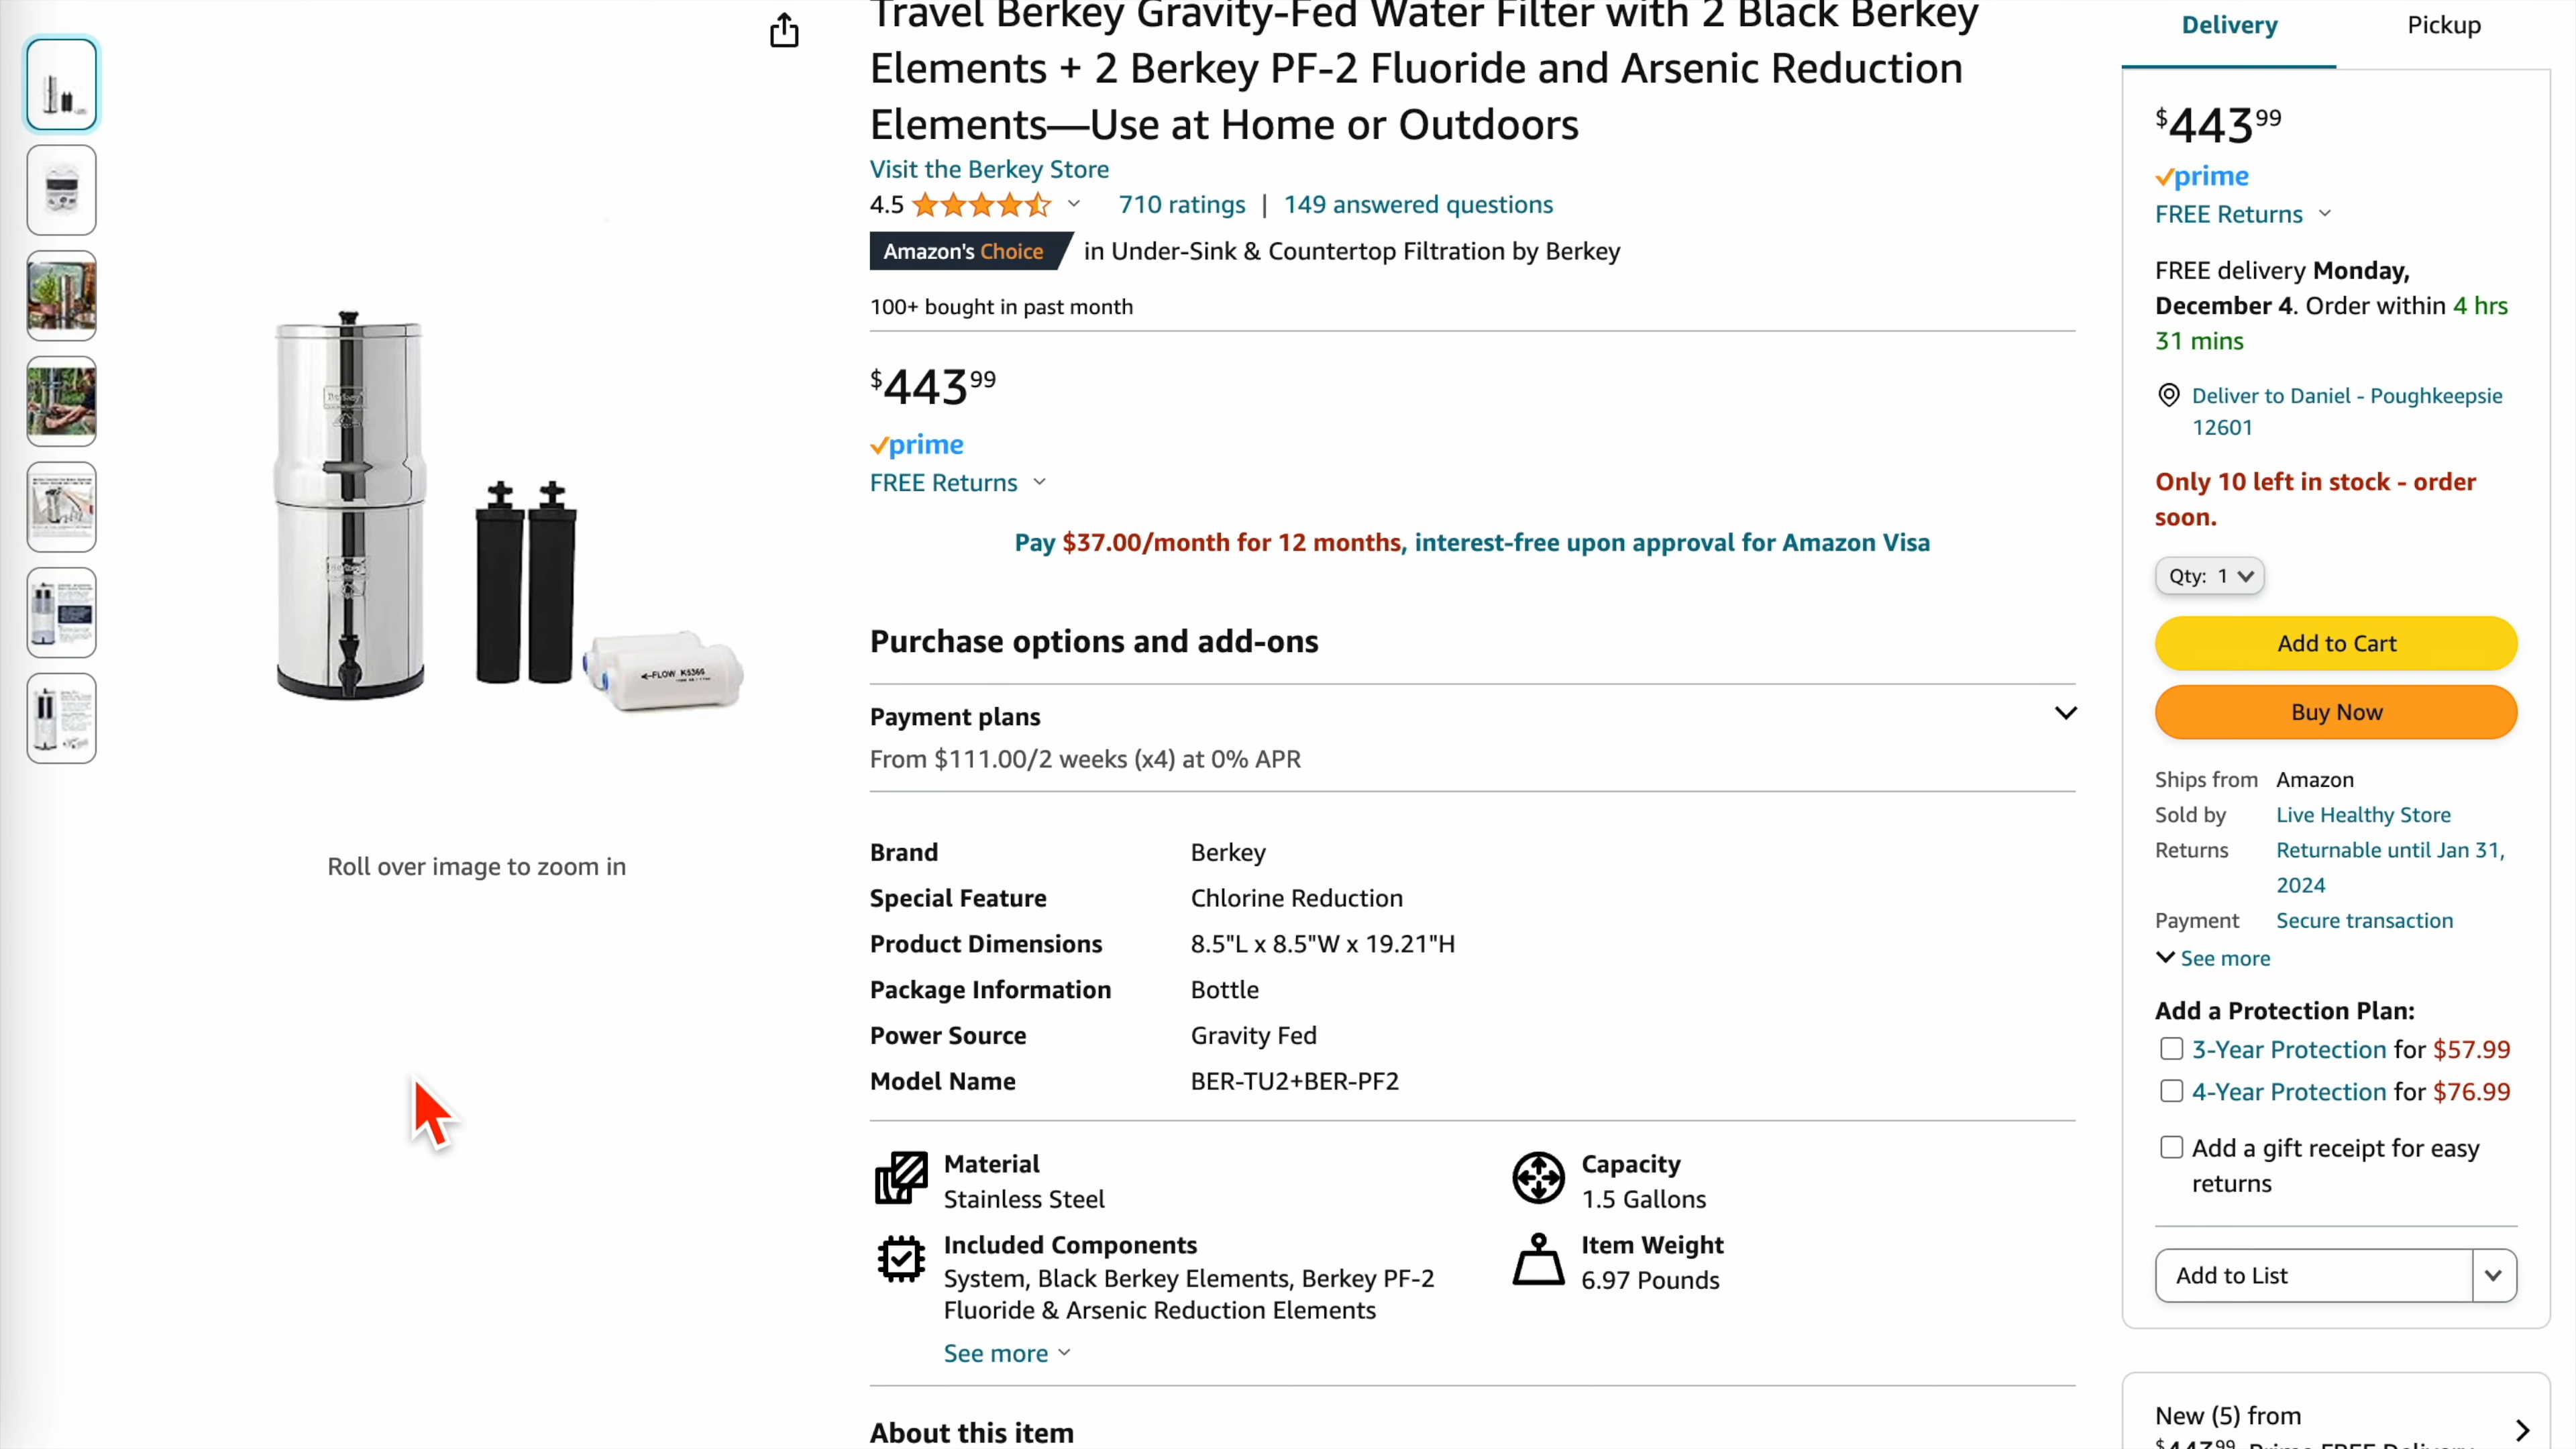 Travel Berkey Gravity-Fed Water Filter with 2 Black Berkey
Elements + 2 Berkey PF-2 Fluoride and Arsenic Reduction
Elements—Use at Home or Outdoors
Visit the Berkey Store
4.5 710 ratings | 149 answered questions
Amazon's Choice in Under-Sink & Countertop Filtration by Berkey
100+ bought in past month
$443 99
prime
FREE Returns
Pay $37.00/month for 12 months, interest-free upon approval for Amazon Visa
Purchase options and add-ons
Payment plans
From $111.00/2 weeks (x4) at 0% APR
Brand Berkey
Special Feature Chlorine Reduction
Product Dimensions 8.5"L x 8.5"W x 19.21"H
Package Information Bottle
Power Source Gravity Fed
Model Name BER-TU2+BER-PF2
Material
Stainless Steel
Capacity
1.5 Gallons
Included Components
System, Black Berkey Elements, Berkey PF-2
Fluoride & Arsenic Reduction Elements
Item Weight
6.97 Pounds
See more
About this item
FLOW K5366
Roll over image to zoom in
Delivery Pickup
$443 99
prime
FREE Returns
FREE delivery Monday,
December 4. Order within 4 hrs
31 mins
Deliver to Daniel - Poughkeepsie
12601
Only 10 left in stock - order
soon.
Qty: 1
Add to Cart
Buy Now
Ships from Amazon
Sold by Live Healthy Store
Returns Returnable until Jan 31,
2024
Payment Secure transaction
See more
Add a Protection Plan:
3-Year Protection for $57.99
4-Year Protection for $76.99
Add a gift receipt for easy
returns
Add to List
New (5) from